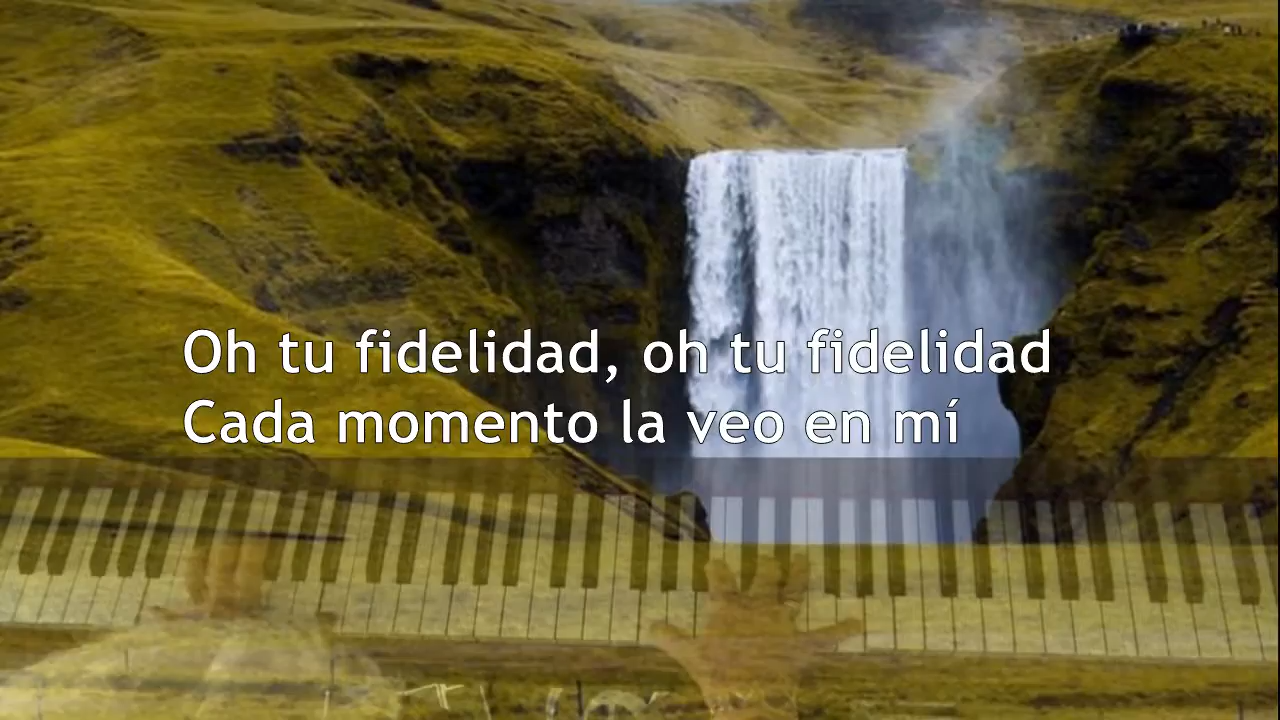 Oh tu fidelidad, oh tu fidelidad
Cada momento la veo en mí